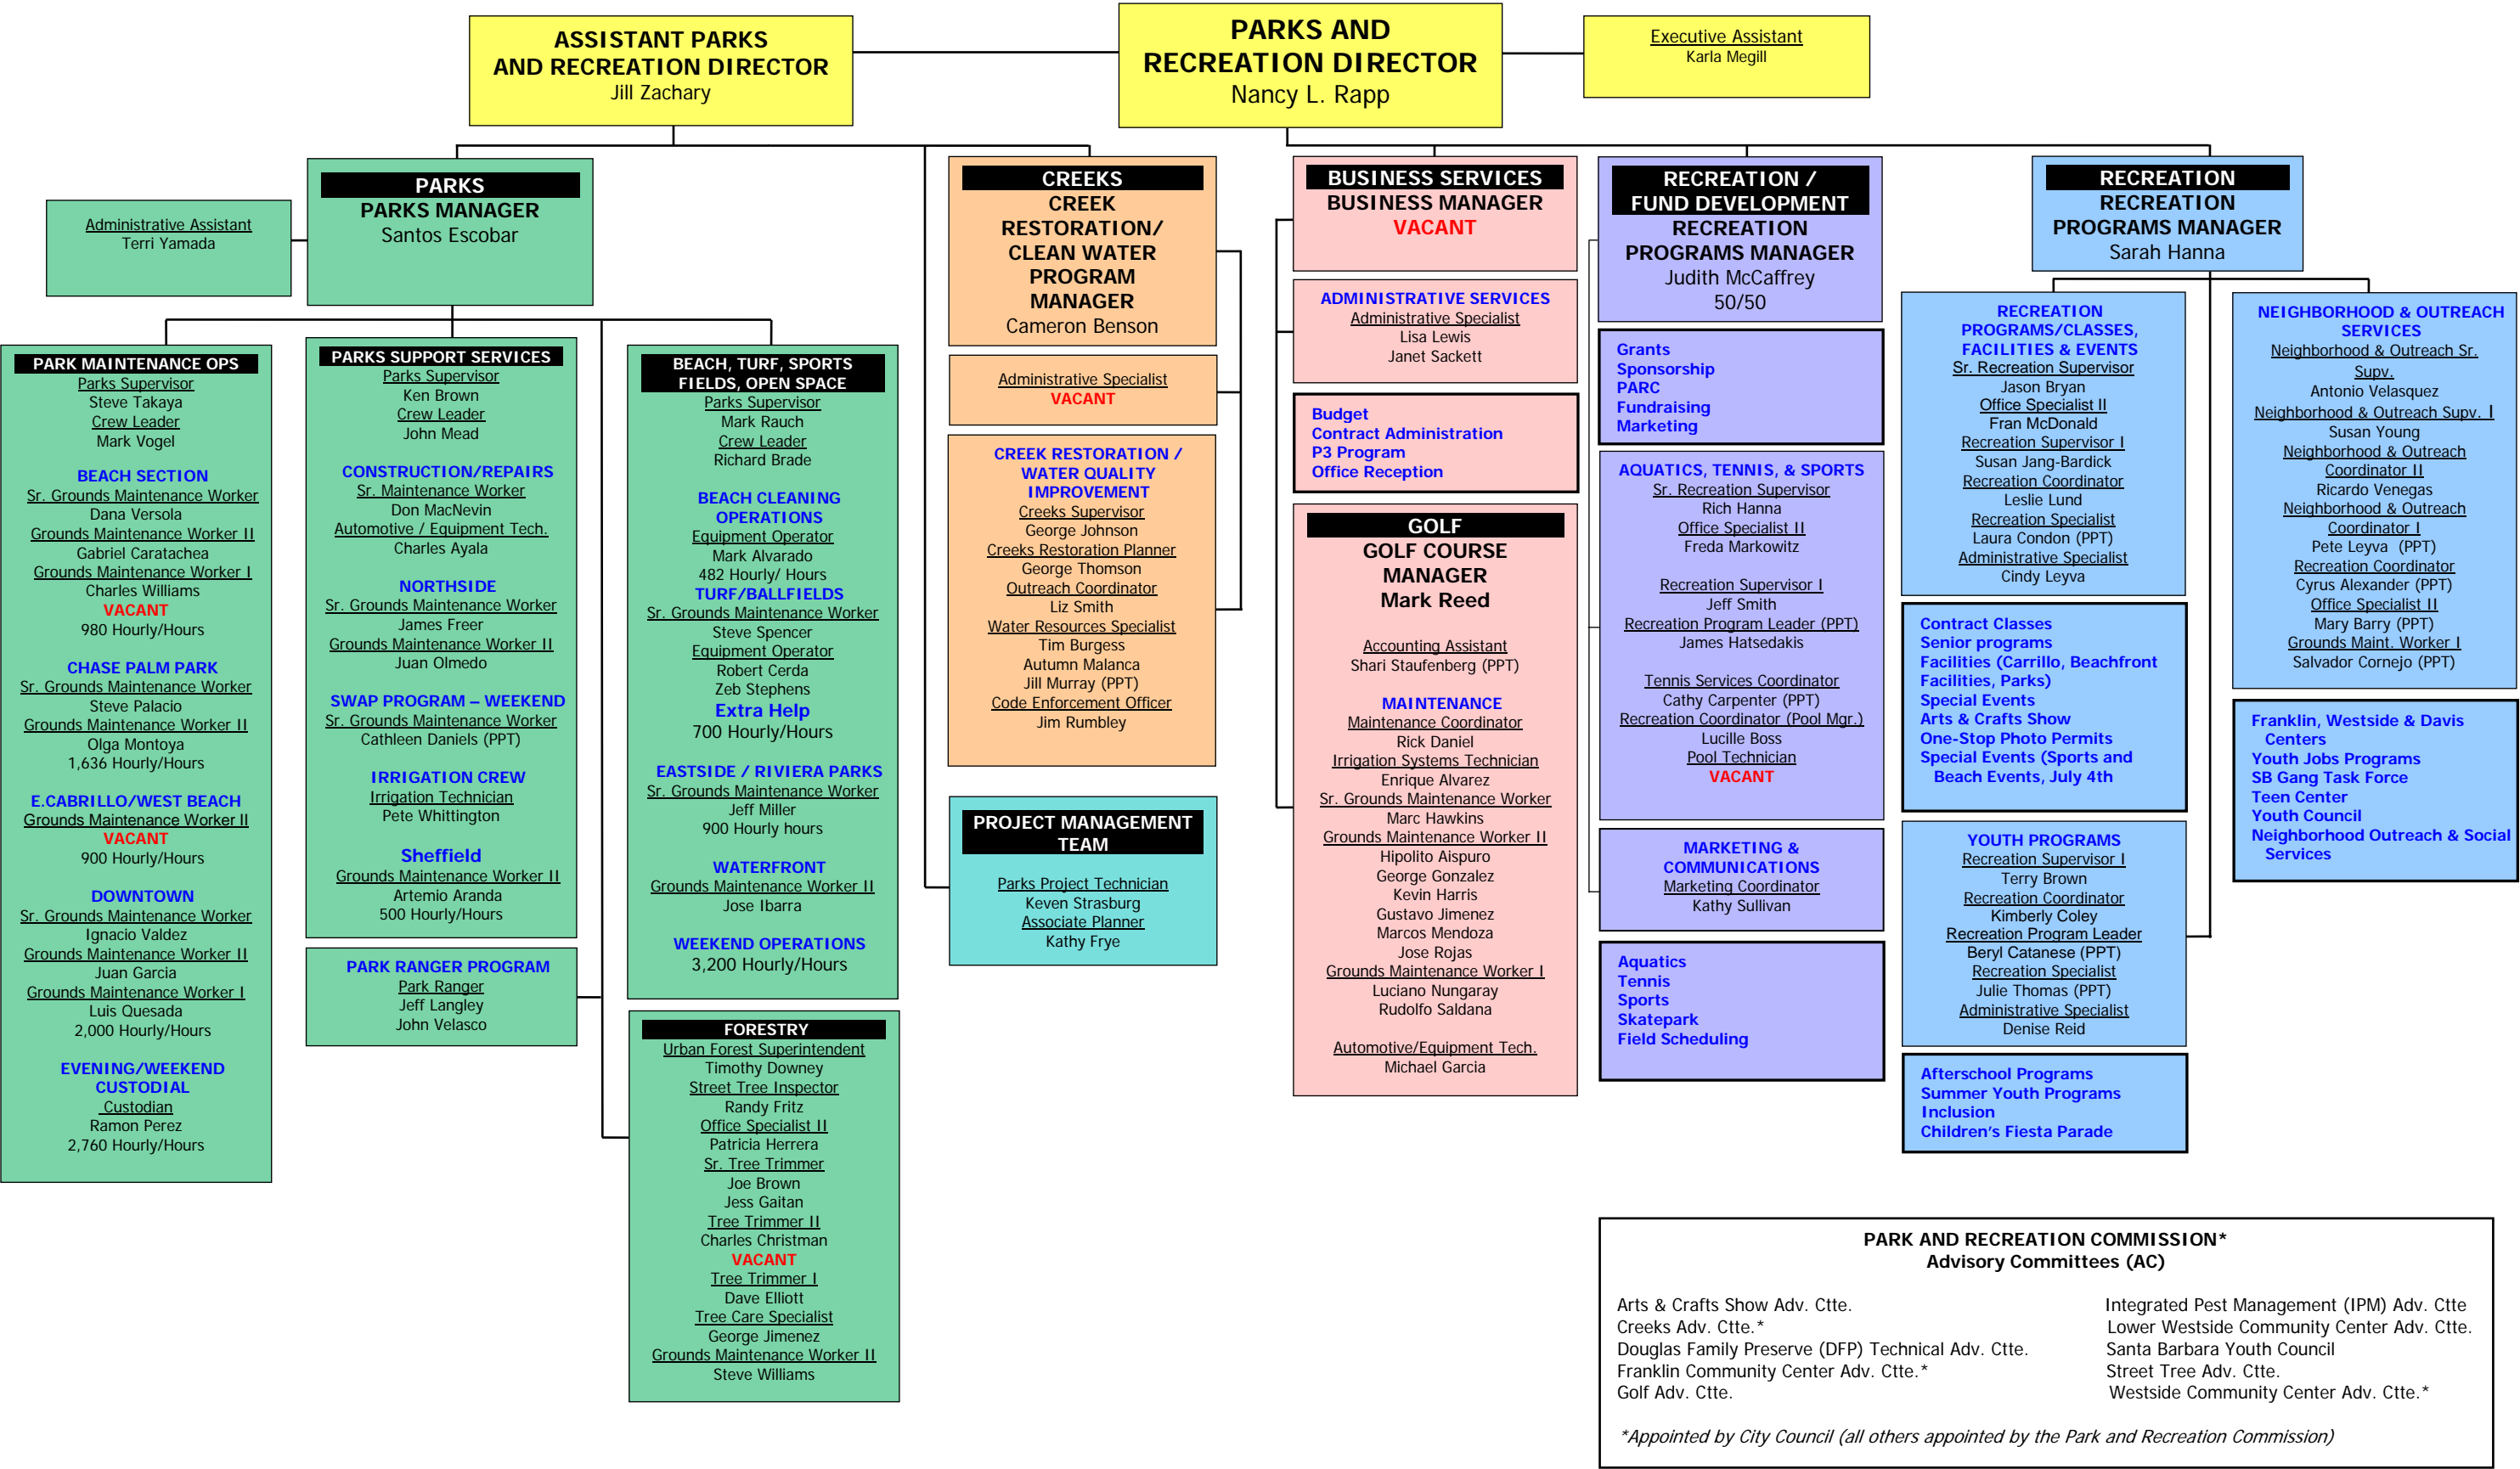 ASSISTANT PARKS
AND RECREATION DIRECTOR
Jill Zachary
PARKS AND
RECREATION DIRECTOR
Nancy L. Rapp
Executive Assistant
Karla Megill
Administrative Assistant
Terri Yamada
PARKS
PARKS MANAGER
Santos Escobar
PARK MAINTENANCE OPS
Parks Supervisor
Steve Takaya
Crew Leader
Mark Vogel
BEACH SECTION
Sr. Grounds Maintenance Worker
Dana Versola
Grounds Maintenance Worker II
Gabriel Caratachea
Grounds Maintenance Worker I
Charles Williams
VACANT
980 Hourly/Hours
CHASE PALM PARK
Sr. Grounds Maintenance Worker
Steve Palacio
Grounds Maintenance Worker II
Olga Montoya
1,636 Hourly/Hours
E.CABRILLO/WEST BEACH
Grounds Maintenance Worker II
VACANT
900 Hourly/Hours
DOWNTOWN
Sr. Grounds Maintenance Worker
Ignacio Valdez
Grounds Maintenance Worker II
Juan Garcia
Grounds Maintenance Worker I
Luis Quesada
2,000 Hourly/Hours
EVENING/WEEKEND
CUSTODIAL
Custodian
Ramon Perez
2,760 Hourly/Hours
PARKS SUPPORT SERVICES
Parks Supervisor
Ken Brown
Crew Leader
John Mead
CONSTRUCTION/REPAIRS
Sr. Maintenance Worker
Don MacNevin
Automotive / Equipment Tech.
Charles Ayala
NORTHSIDE
Sr. Grounds Maintenance Worker
James Freer
Grounds Maintenance Worker II
Juan Olmedo
SWAP PROGRAM – WEEKEND
Sr. Grounds Maintenance Worker
Cathleen Daniels (PPT)
IRRIGATION CREW
Irrigation Technician
Pete Whittington
Sheffield
Grounds Maintenance Worker II
Artemio Aranda
500 Hourly/Hours
PARK RANGER PROGRAM
Park Ranger
Jeff Langley
John Velasco
BEACH, TURF, SPORTS
FIELDS, OPEN SPACE
Parks Supervisor
Mark Rauch
Crew Leader
Richard Brade
BEACH CLEANING
OPERATIONS
Equipment Operator
Mark Alvarado
482 Hourly/ Hours
TURF/BALLFIELDS
Sr. Grounds Maintenance Worker
Steve Spencer
Equipment Operator
Robert Cerda
Zeb Stephens
Extra Help
700 Hourly/Hours
EASTSIDE / RIVIERA PARKS
Sr. Grounds Maintenance Worker
Jeff Miller
900 Hourly hours
WATERFRONT
Grounds Maintenance Worker II
Jose Ibarra
WEEKEND OPERATIONS
3,200 Hourly/Hours
FORESTRY
Urban Forest Superintendent
Timothy Downey
Street Tree Inspector
Randy Fritz
Office Specialist II
Patricia Herrera
Sr. Tree Trimmer
Joe Brown
Jess Gaitan
Tree Trimmer II
Charles Christman
VACANT
Tree Trimmer I
Dave Elliott
Tree Care Specialist
George Jimenez
Grounds Maintenance Worker II
Steve Williams
CREEKS
CREEK
RESTORATION/
CLEAN WATER
PROGRAM
MANAGER
Cameron Benson
Administrative Specialist
VACANT
CREEK RESTORATION /
WATER QUALITY
IMPROVEMENT
Creeks Supervisor
George Johnson
Creeks Restoration Planner
George Thomson
Outreach Coordinator
Liz Smith
Water Resources Specialist
Tim Burgess
Autumn Malanca
Jill Murray (PPT)
Code Enforcement Officer
Jim Rumbley
PROJECT MANAGEMENT
TEAM
Parks Project Technician
Keven Strasburg
Associate Planner
Kathy Frye
BUSINESS SERVICES
BUSINESS MANAGER
VACANT
ADMINISTRATIVE SERVICES
Administrative Specialist
Lisa Lewis
Janet Sackett
Budget
Contract Administration
P3 Program
Office Reception
GOLF
GOLF COURSE
MANAGER
Mark Reed
Accounting Assistant
Shari Staufenberg (PPT)
MAINTENANCE
Maintenance Coordinator
Rick Daniel
Irrigation Systems Technician
Enrique Alvarez
Sr. Grounds Maintenance Worker
Marc Hawkins
Grounds Maintenance Worker II
Hipolito Aispuro
George Gonzalez
Kevin Harris
Gustavo Jimenez
Marcos Mendoza
Jose Rojas
Grounds Maintenance Worker I
Luciano Nungaray
Rudolfo Saldana
Automotive/Equipment Tech.
Michael Garcia
RECREATION /
FUND DEVELOPMENT
RECREATION
PROGRAMS MANAGER
Judith McCaffrey
50/50
Grants
Sponsorship
PARC
Fundraising
Marketing
AQUATICS, TENNIS, & SPORTS
Sr. Recreation Supervisor
Rich Hanna
Office Specialist II
Freda Markowitz
Recreation Supervisor I
Jeff Smith
Recreation Program Leader (PPT)
James Hatsedakis
Tennis Services Coordinator
Cathy Carpenter (PPT)
Recreation Coordinator (Pool Mgr.)
Lucille Boss
Pool Technician
VACANT
MARKETING &
COMMUNICATIONS
Marketing Coordinator
Kathy Sullivan
Aquatics
Tennis
Sports
Skatepark
Field Scheduling
RECREATION
RECREATION
PROGRAMS MANAGER
Sarah Hanna
RECREATION
PROGRAMS/CLASSES,
FACILITIES & EVENTS
Sr. Recreation Supervisor
Jason Bryan
Office Specialist II
Fran McDonald
Recreation Supervisor I
Susan Jang-Bardick
Recreation Coordinator
Leslie Lund
Recreation Specialist
Laura Condon (PPT)
Administrative Specialist
Cindy Leyva
Contract Classes
Senior programs
Facilities (Carrillo, Beachfront
Facilities, Parks)
Special Events
Arts & Crafts Show
One-Stop Photo Permits
Special Events (Sports and
Beach Events, July 4th
YOUTH PROGRAMS
Recreation Supervisor I
Terry Brown
Recreation Coordinator
Kimberly Coley
Recreation Program Leader
Beryl Catanese (PPT)
Recreation Specialist
Julie Thomas (PPT)
Administrative Specialist
Denise Reid
Afterschool Programs
Summer Youth Programs
Inclusion
Children's Fiesta Parade
NEIGHBORHOOD & OUTREACH
SERVICES
Neighborhood & Outreach Sr.
Supv.
Antonio Velasquez
Neighborhood & Outreach Supv. I
Susan Young
Neighborhood & Outreach
Coordinator II
Ricardo Venegas
Neighborhood & Outreach
Coordinator I
Pete Leyva (PPT)
Recreation Coordinator
Cyrus Alexander (PPT)
Office Specialist II
Mary Barry (PPT)
Grounds Maint. Worker I
Salvador Cornejo (PPT)
Franklin, Westside & Davis
Centers
Youth Jobs Programs
SB Gang Task Force
Teen Center
Youth Council
Neighborhood Outreach & Social
Services
PARK AND RECREATION COMMISSION*
Advisory Committees (AC)
Arts & Crafts Show Adv. Ctte.
Creeks Adv. Ctte.*
Douglas Family Preserve (DFP) Technical Adv. Ctte.
Franklin Community Center Adv. Ctte.*
Golf Adv. Ctte.
Integrated Pest Management (IPM) Adv. Ctte
Lower Westside Community Center Adv. Ctte.
Santa Barbara Youth Council
Street Tree Adv. Ctte.
Westside Community Center Adv. Ctte.*
*Appointed by City Council (all others appointed by the Park and Recreation Commission)